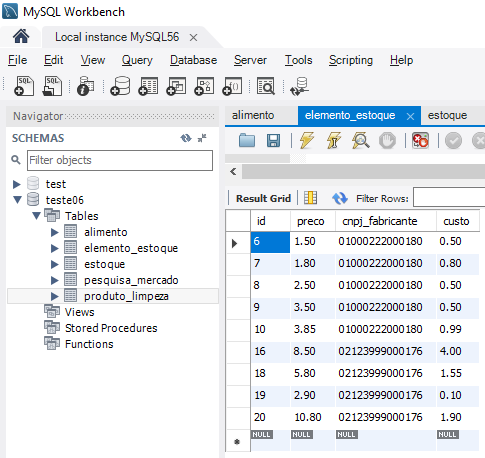 MySQL Workbench
Local instance MySQL56 ×
File Edit View Query Database Server Tools Scripting Help
Navigator
SCHEMAS
Filter objects
test
teste06
Tables
alimento
elemento_estoque
estoque
pesquisa_mercado
produto_limpeza
Views
Stored Procedures
Functions
alimento elemento_estoque × estoque
Result Grid Filter Rows:
id preco cnpj_fabricante custo
6 1.50 01000222000180 0.50
7 1.80 01000222000180 0.80
8 2.50 01000222000180 0.50
9 3.50 01000222000180 0.50
10 3.85 01000222000180 0.99
16 8.50 02123999000176 4.00
18 5.80 02123999000176 1.55
19 2.90 02123999000176 0.10
20 10.80 02123999000176 1.90
NULL NULL NULL NULL